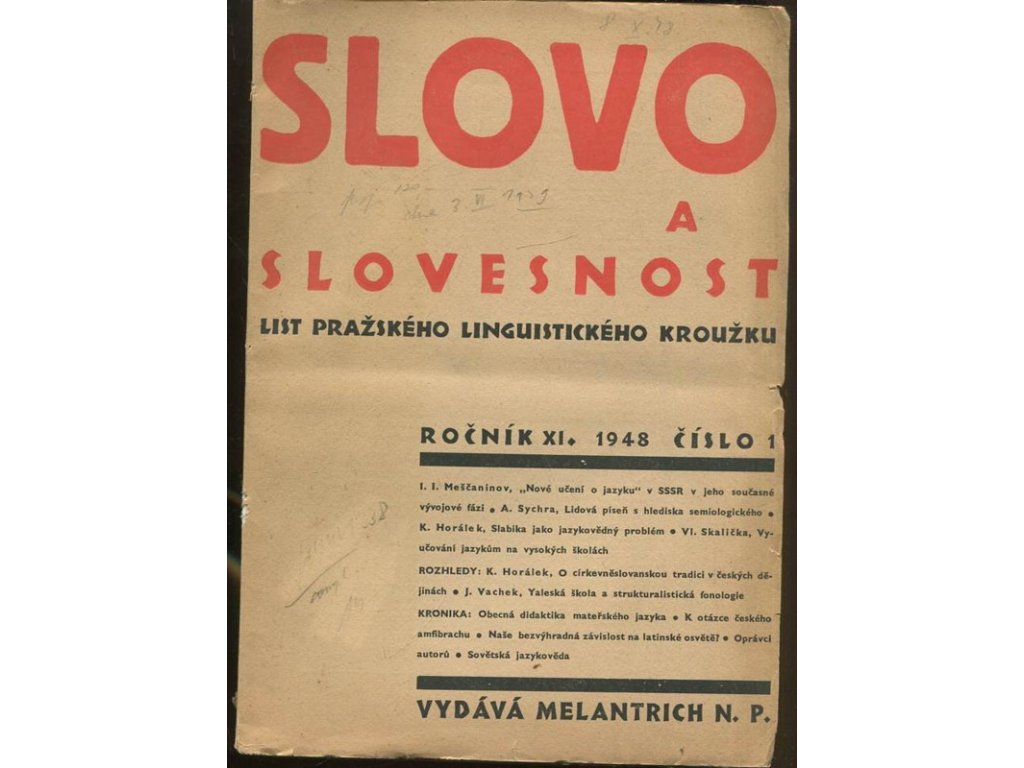 8 X. 48
SLOVO
A
SLOVESNOST
LIST PRAŽSKÉHO LINGUISTICKÉHO KROUŽKU
ROČNÍK XI. 1948 ČÍSLO 1
I. I. Meščaninov, „Nové učení o jazyku“ v SSSR v jeho současné
vývojové fázi • A. Sychra, Lidová píseň s hlediska semiologického •
K. Horálek, Slabika jako jazykovědný problém • Vl. Skalička, Vy-
učování jazykům na vysokých školách
ROZHLEDY: K. Horálek, O církevněslovanskou tradici v českých dě-
jinách • J. Vachek, Yaleská škola a strukturalistická fonologie
KRONIKA: Obecná didaktika mateřského jazyka • K otázce českého
amfibrachu • Naše bezvýhradná závislost na latinské osvětě? • Oprávci
autorů • Sovětská jazykověda
VYDÁVÁ MELANTRICH N. P.